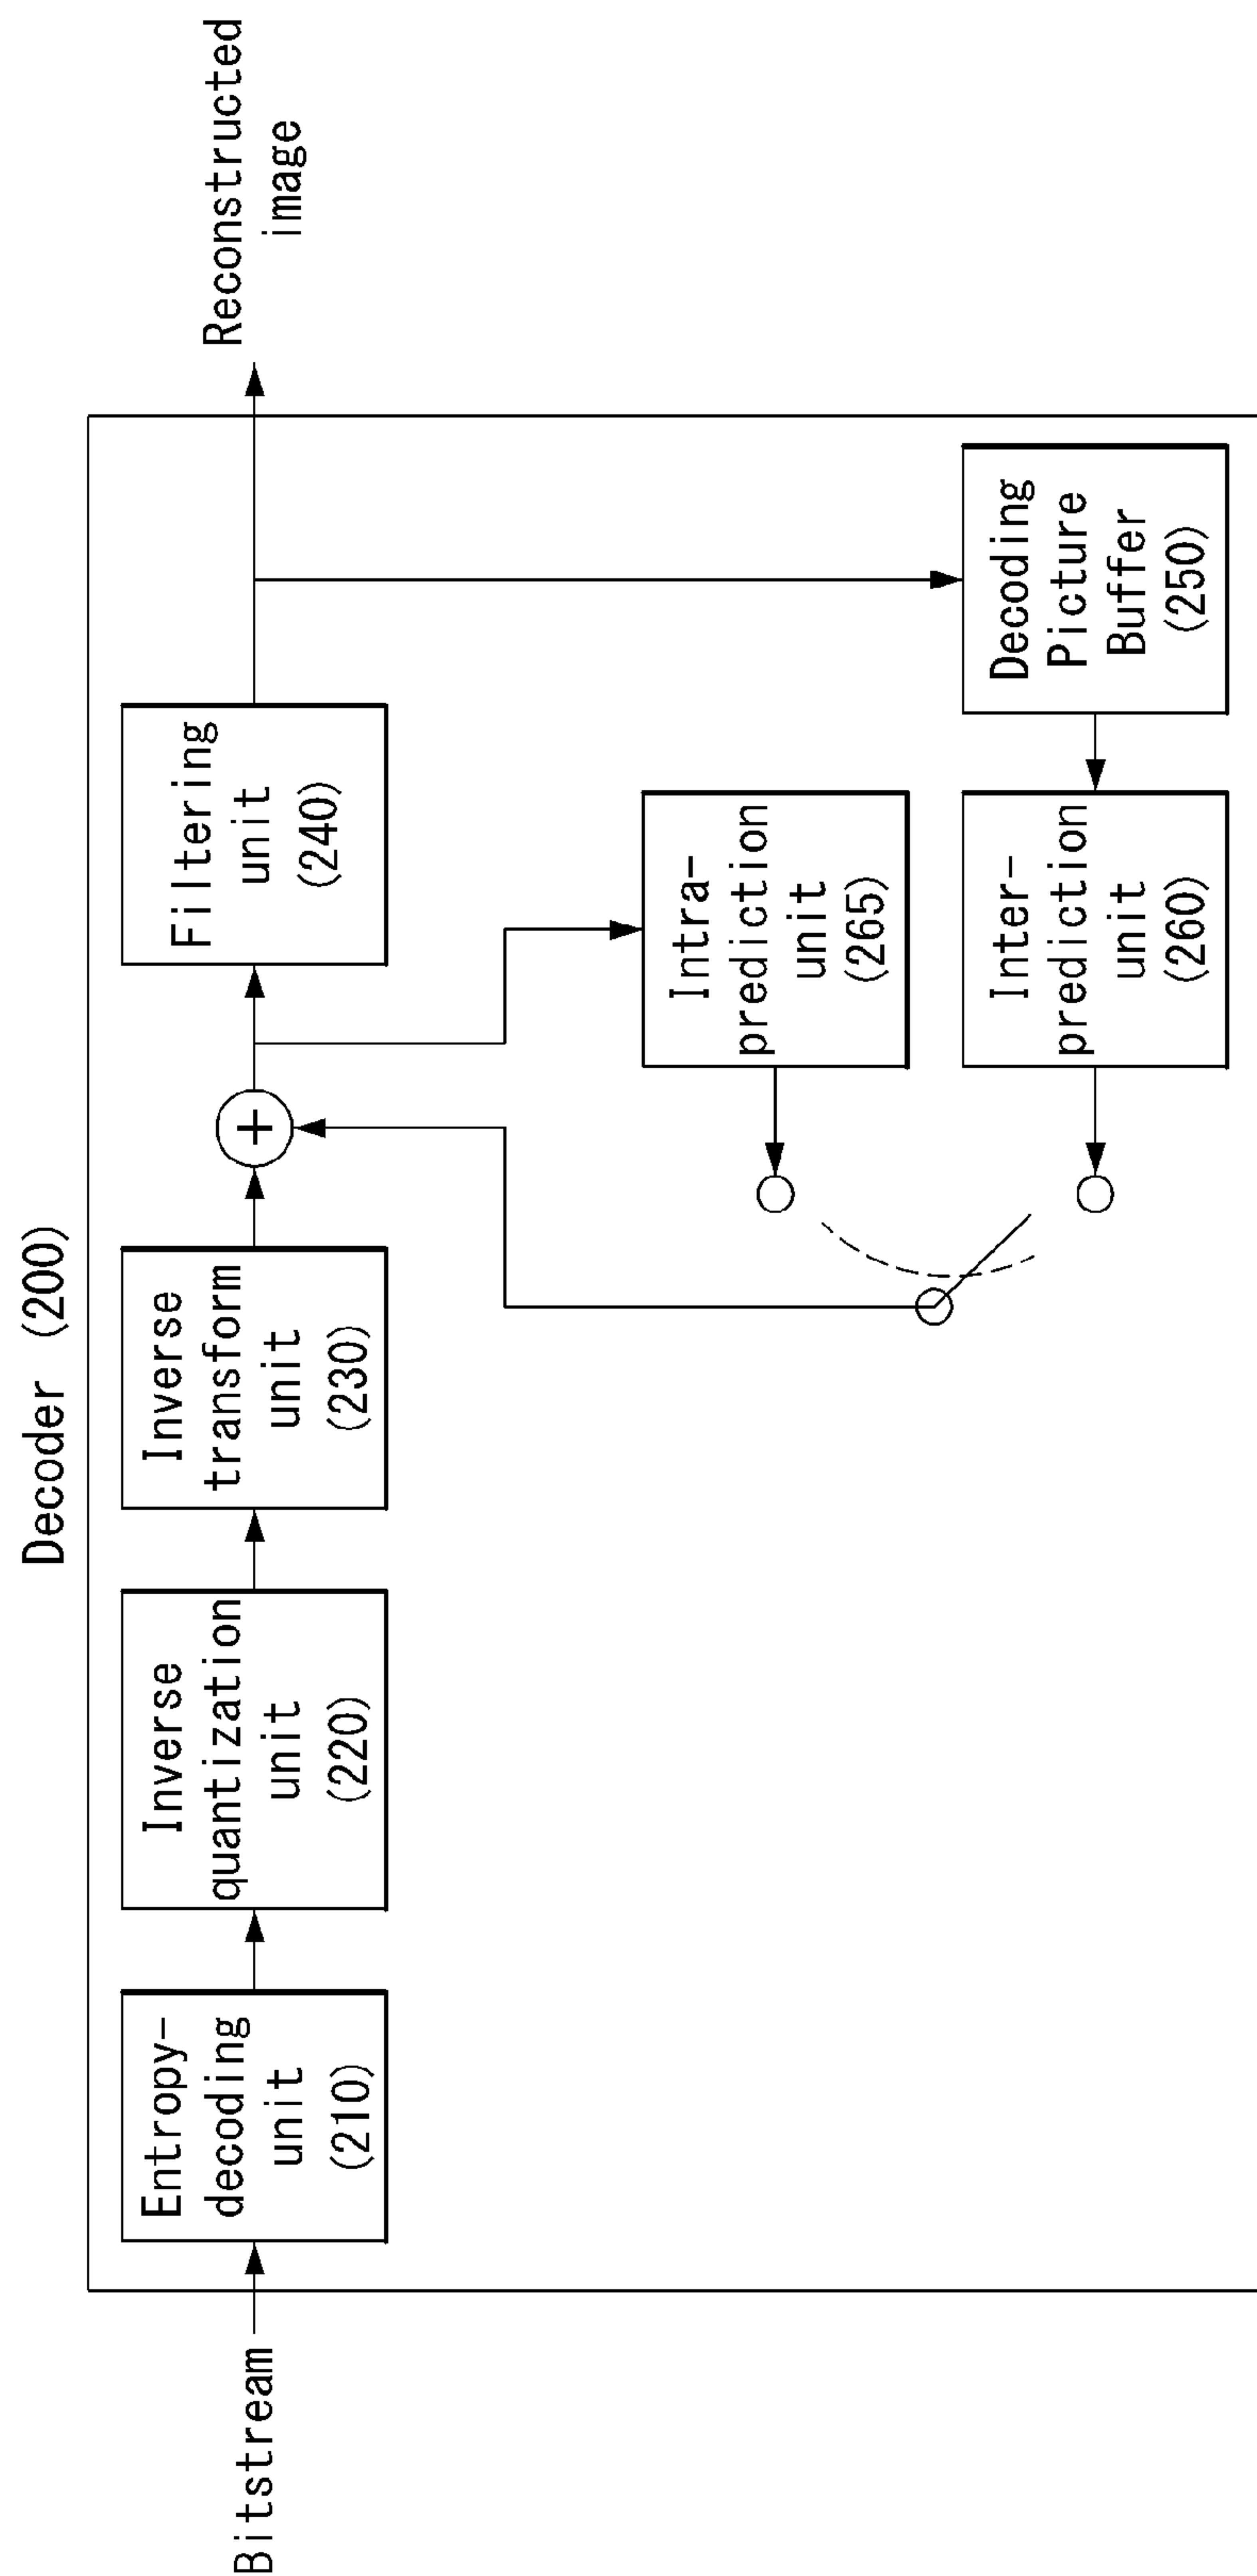 Decoder (200)
Bitstream
Entropy-
decoding
unit
(210)
Inverse
quantization
unit
(220)
Inverse
transform
unit
(230)
+
Filtering
unit
(240)
Reconstructed
image
Intra-
prediction
unit
(265)
Inter-
prediction
unit
(260)
Decoding
Picture
Buffer
(250)